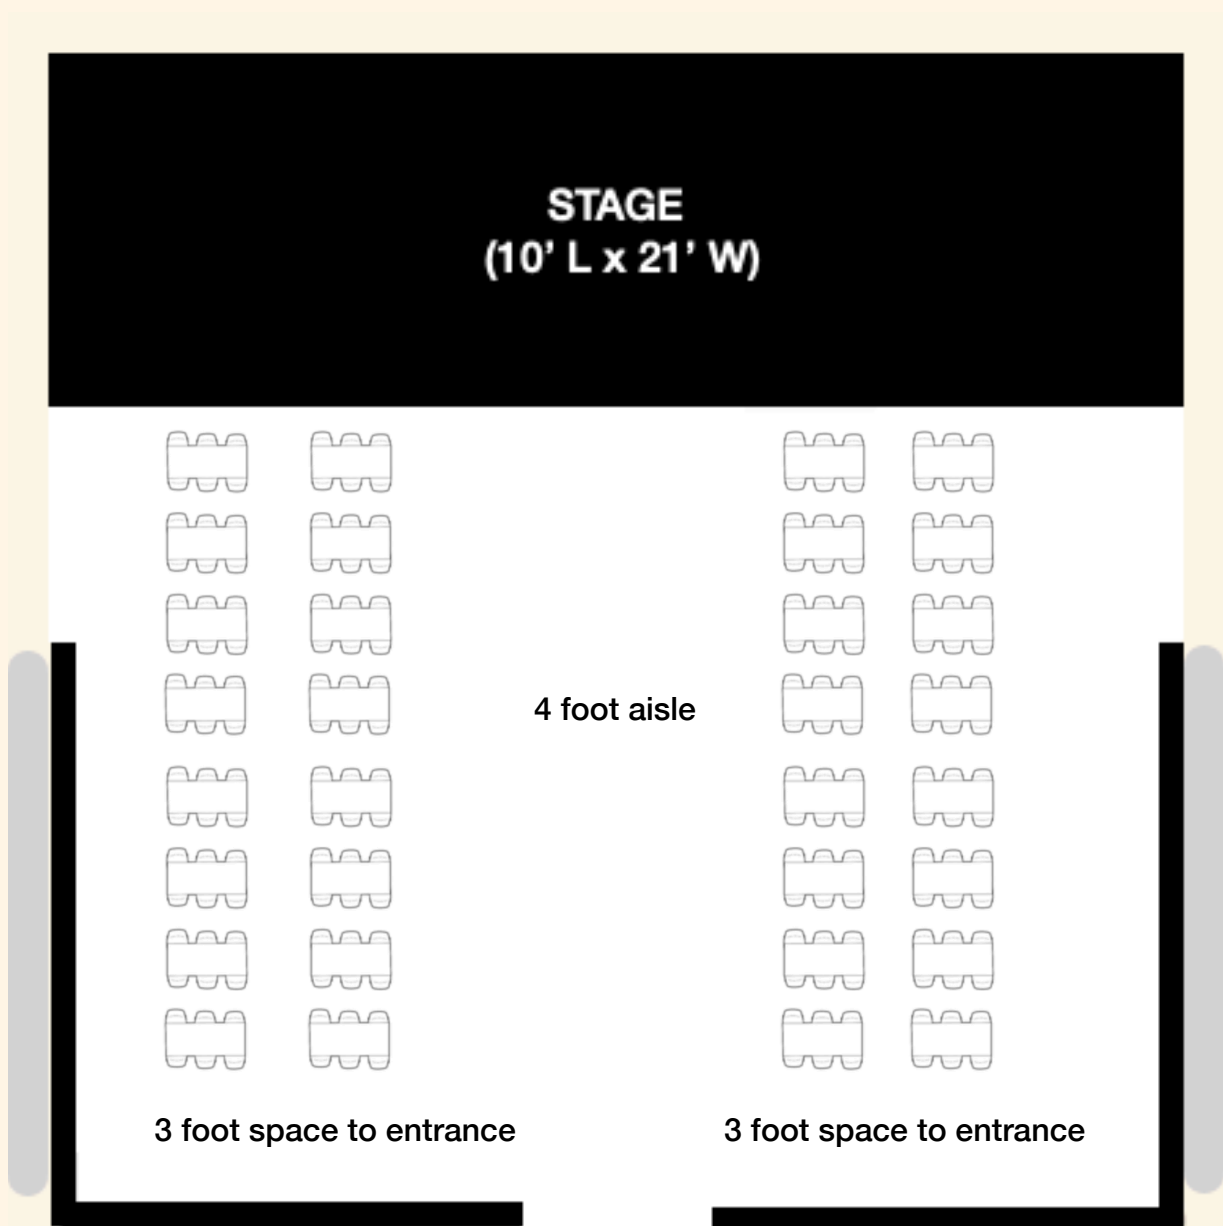 STAGE
(10’ L x 21’ W)
4 foot aisle
3 foot space to entrance
3 foot space to entrance